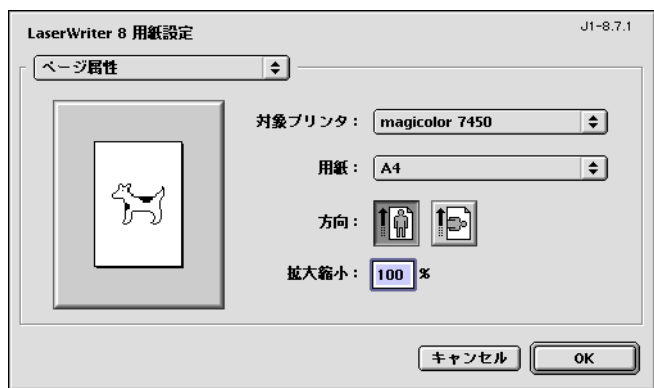 LaserWriter 8 用紙設定
J1-8.7.1
ページ属性
対象プリンタ： magicolor 7450
用紙： A4
方向：
拡大縮小： 100 %
キャンセル
OK